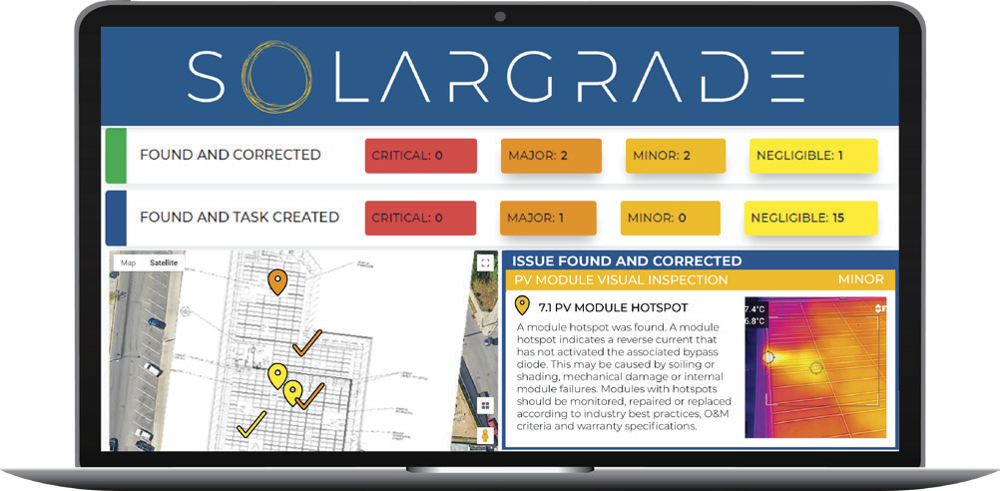 SOLARGRADE
FOUND AND CORRECTED
CRITICAL: 0
MAJOR: 2
MINOR: 2
NEGLIGIBLE: 1
FOUND AND TASK CREATED
CRITICAL: 0
MAJOR: 1
MINOR: 0
NEGLIGIBLE: 15
Map Satellite
ISSUE FOUND AND CORRECTED
PV MODULE VISUAL INSPECTION MINOR
7.1 PV MODULE HOTSPOT
A module hotspot was found. A module
hotspot indicates a reverse current that
has not activated the associated bypass
diode. This may be caused by soiling or
shading, mechanical damage or internal
module failures. Modules with hotspots
should be monitored, repaired or replaced
according to industry best practices, O&M
criteria and warranty specifications.
7.4°C
6.8°C